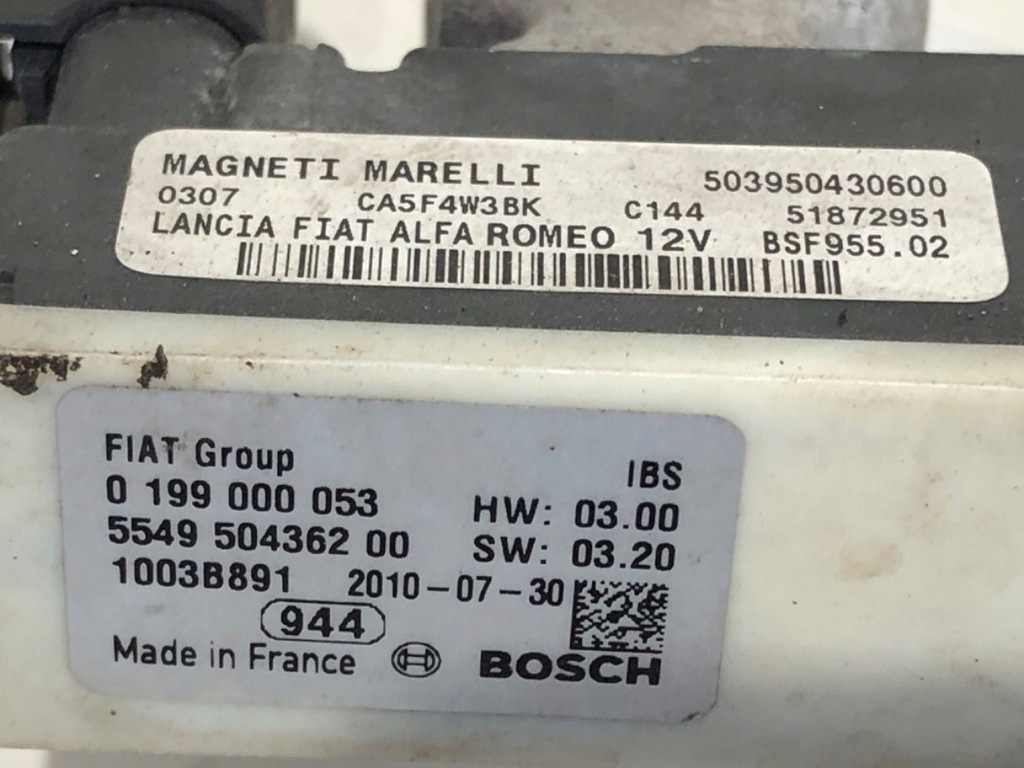 MAGNETI MARELLI 503950430600
0307 CA5F4W3BK C144 51872951
LANCIA FIAT ALFA ROMEO 12V BSF955.02
FIAT Group IBS
0 199 000 053 HW: 03.00
5549 504362 00 SW: 03.20
1003B891 2010-07-30
944
Made in France BOSCH